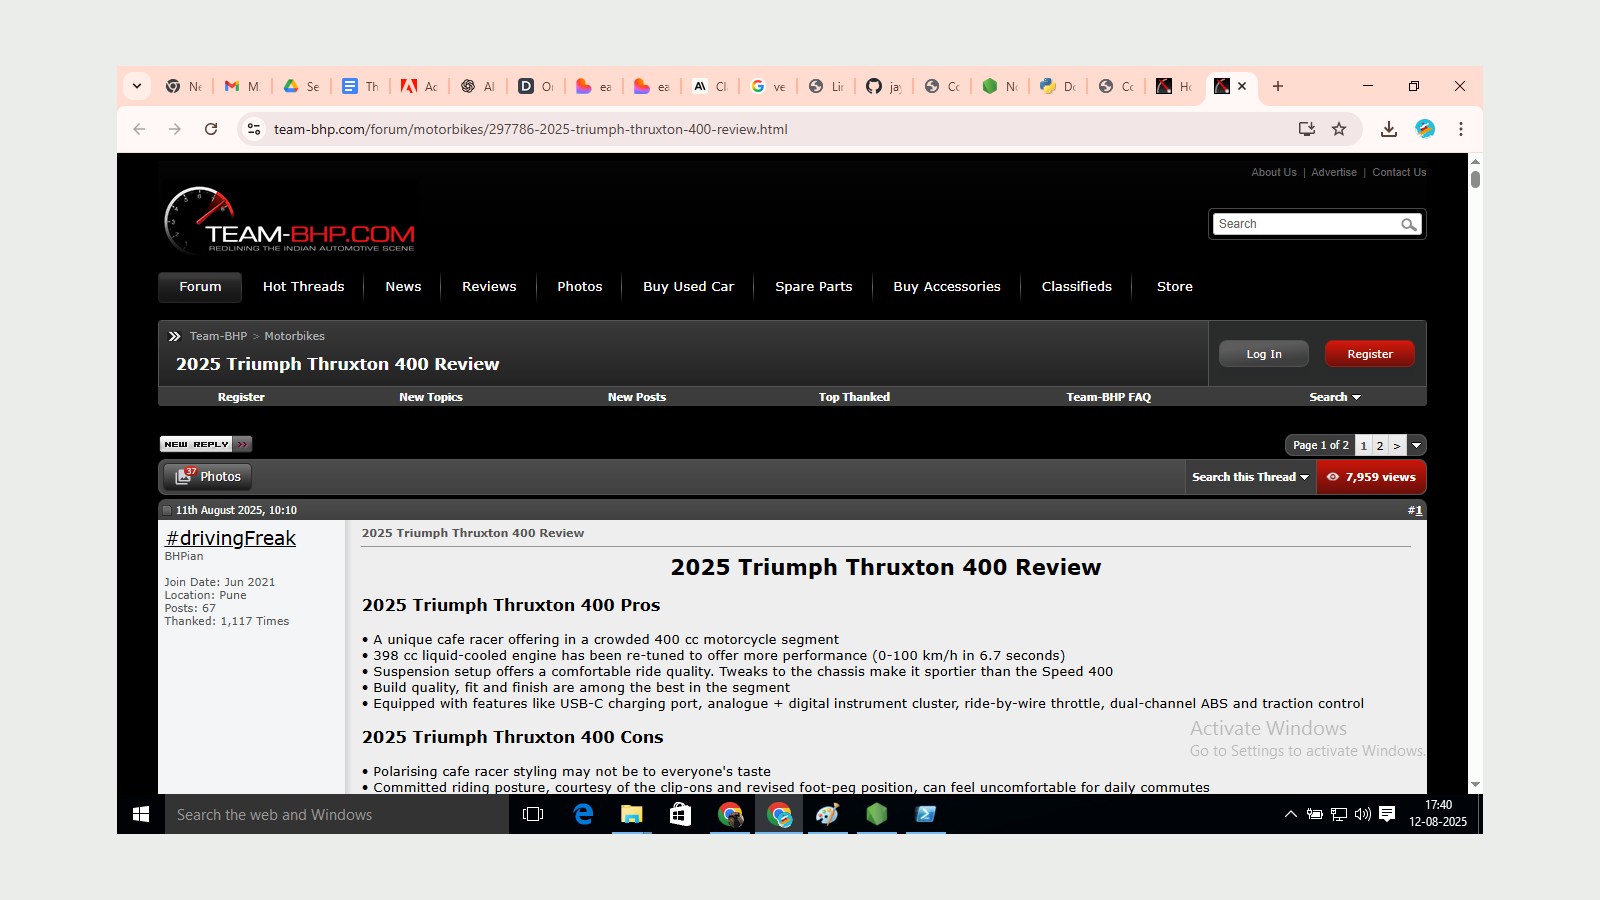 Ne
M
Se
Th
Ac
AI
O
ea
ea
Cl
ve
Lir
jay
Cc
No
Do
Co
Ho
team-bhp.com/forum/motorbikes/297786-2025-triumph-thruxton-400-review.html
About Us | Advertise | Contact Us
TEAM-BHP.COM
REDLINING THE INDIAN AUTOMOTIVE SCENE
Search
Forum Hot Threads News Reviews Photos Buy Used Car Spare Parts Buy Accessories Classifieds Store
Team-BHP > Motorbikes
2025 Triumph Thruxton 400 Review
Log In Register
Register New Topics New Posts Top Thanked Team-BHP FAQ Search
NEW REPLY >>
Page 1 of 2 1 2 >
37 Photos
Search this Thread 7,959 views
11th August 2025, 10:10 #1
#drivingFreak
BHPian
Join Date: Jun 2021
Location: Pune
Posts: 67
Thanked: 1,117 Times
2025 Triumph Thruxton 400 Review
2025 Triumph Thruxton 400 Review
2025 Triumph Thruxton 400 Pros
• A unique cafe racer offering in a crowded 400 cc motorcycle segment
• 398 cc liquid-cooled engine has been re-tuned to offer more performance (0-100 km/h in 6.7 seconds)
• Suspension setup offers a comfortable ride quality. Tweaks to the chassis make it sportier than the Speed 400
• Build quality, fit and finish are among the best in the segment
• Equipped with features like USB-C charging port, analogue + digital instrument cluster, ride-by-wire throttle, dual-channel ABS and traction control
2025 Triumph Thruxton 400 Cons
• Polarising cafe racer styling may not be to everyone's taste
• Committed riding posture, courtesy of the clip-ons and revised foot-peg position, can feel uncomfortable for daily commutes
Activate Windows
Go to Settings to activate Windows.
Search the web and Windows
17:40
12-08-2025